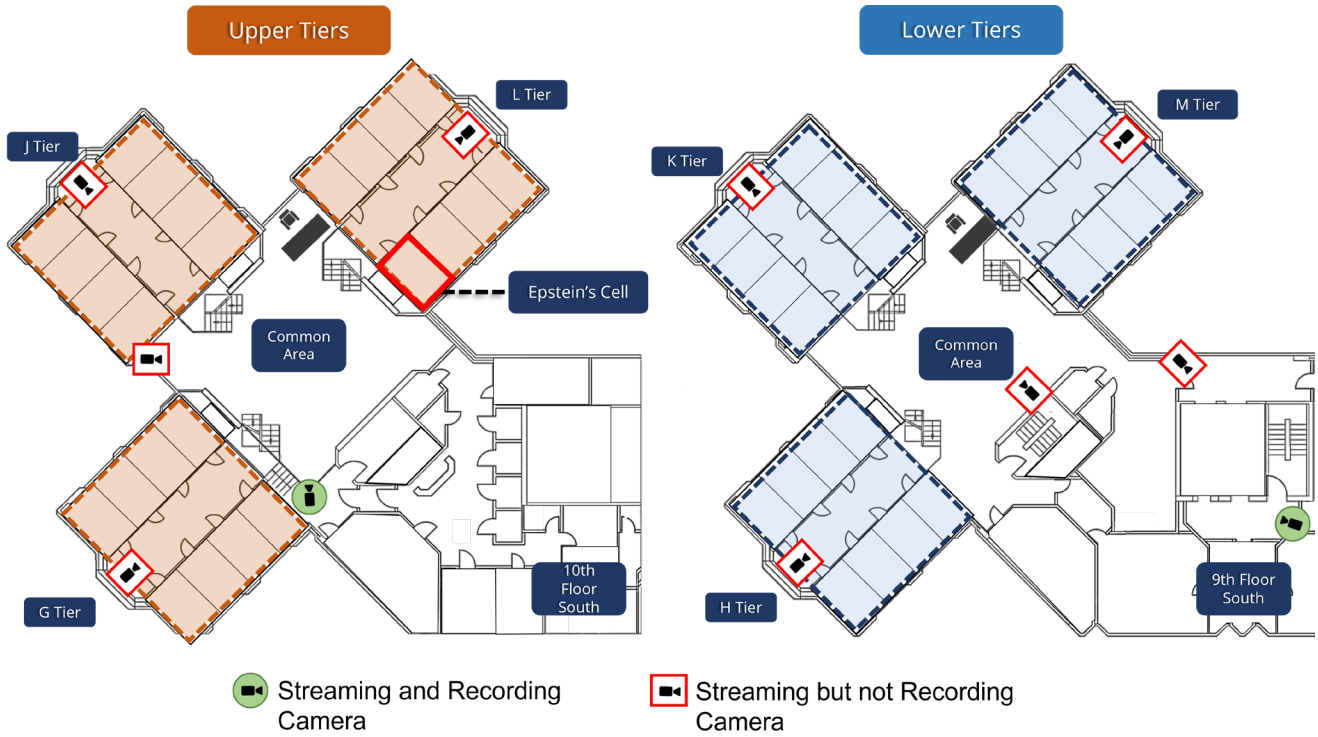 Upper Tiers
Lower Tiers
L Tier
M Tier
J Tier
K Tier
Epstein's Cell
Common
Area
Common
Area
10th
Floor
South
9th Floor
South
G Tier
H Tier
Streaming and Recording
Camera
Streaming but not Recording
Camera